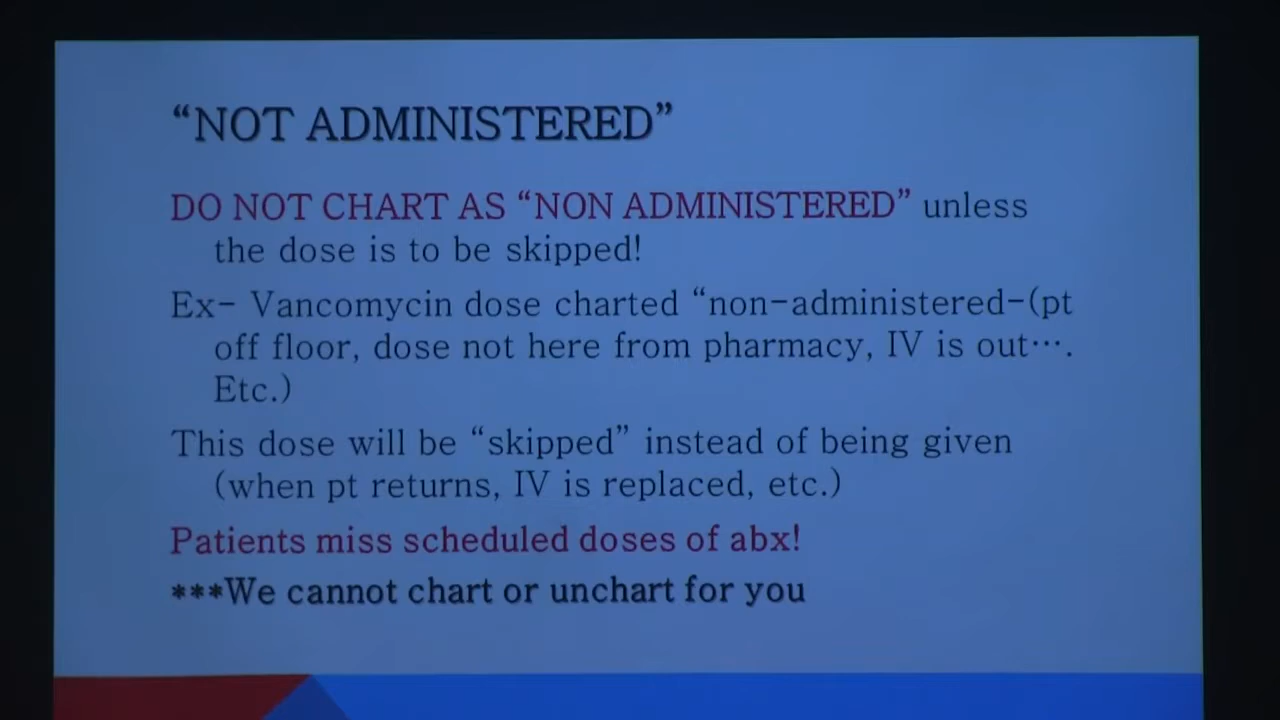 “NOT ADMINISTERED”
DO NOT CHART AS “NON ADMINISTERED” unless
the dose is to be skipped!
Ex- Vancomycin dose charted “non-administered-(pt
off floor, dose not here from pharmacy, IV is out….
Etc.)
This dose will be “skipped” instead of being given
(when pt returns, IV is replaced, etc.)
Patients miss scheduled doses of abx!
***We cannot chart or unchart for you